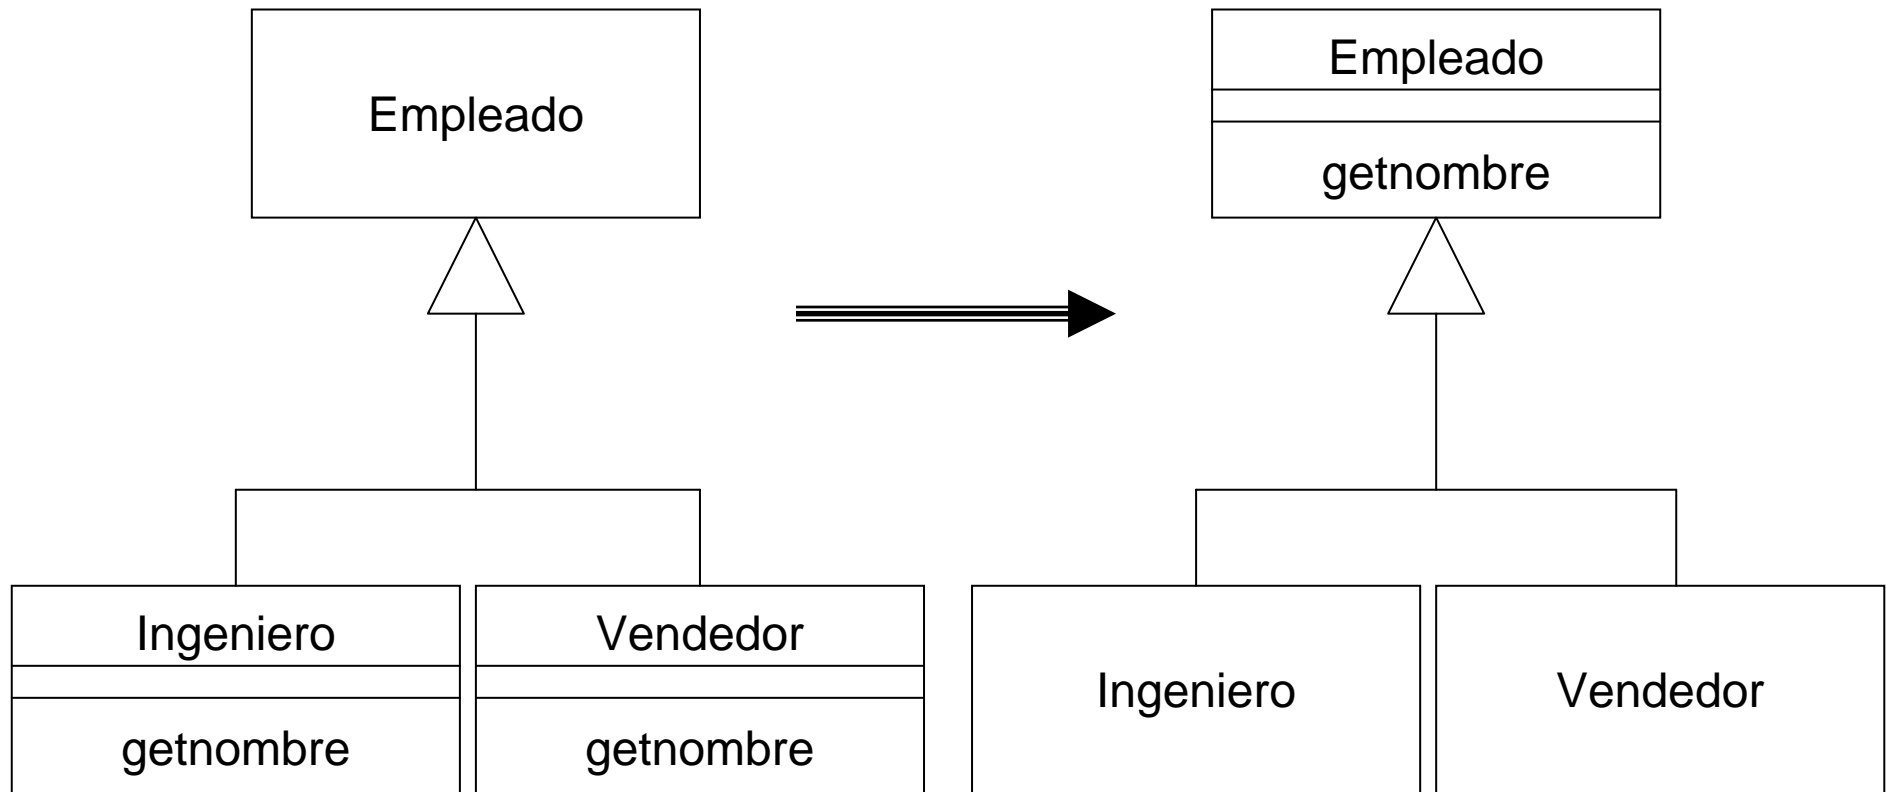 Empleado
Ingeniero
getnombre
Vendedor
getnombre
Empleado
getnombre
Ingeniero
Vendedor